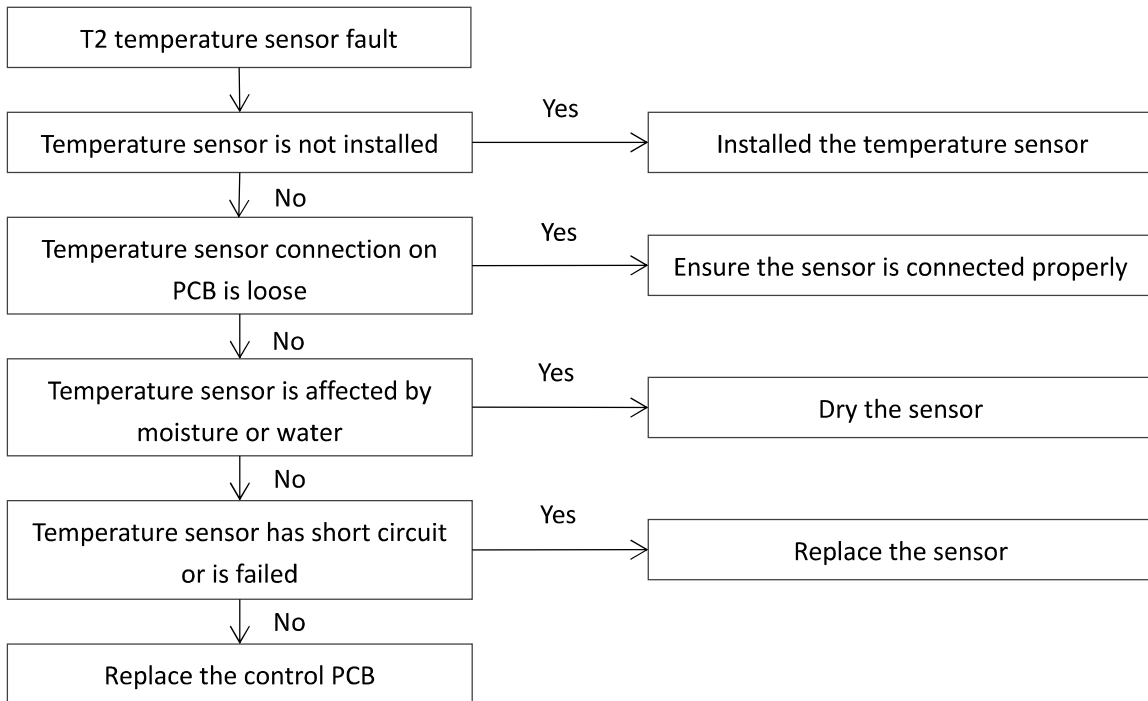 T2 temperature sensor fault
Yes
Temperature sensor is not installed
Installed the temperature sensor
No
Temperature sensor connection on
PCB is loose
Yes
Ensure the sensor is connected properly
No
Temperature sensor is affected by
moisture or water
Yes
Dry the sensor
No
Temperature sensor has short circuit
or is failed
Yes
Replace the sensor
No
Replace the control PCB